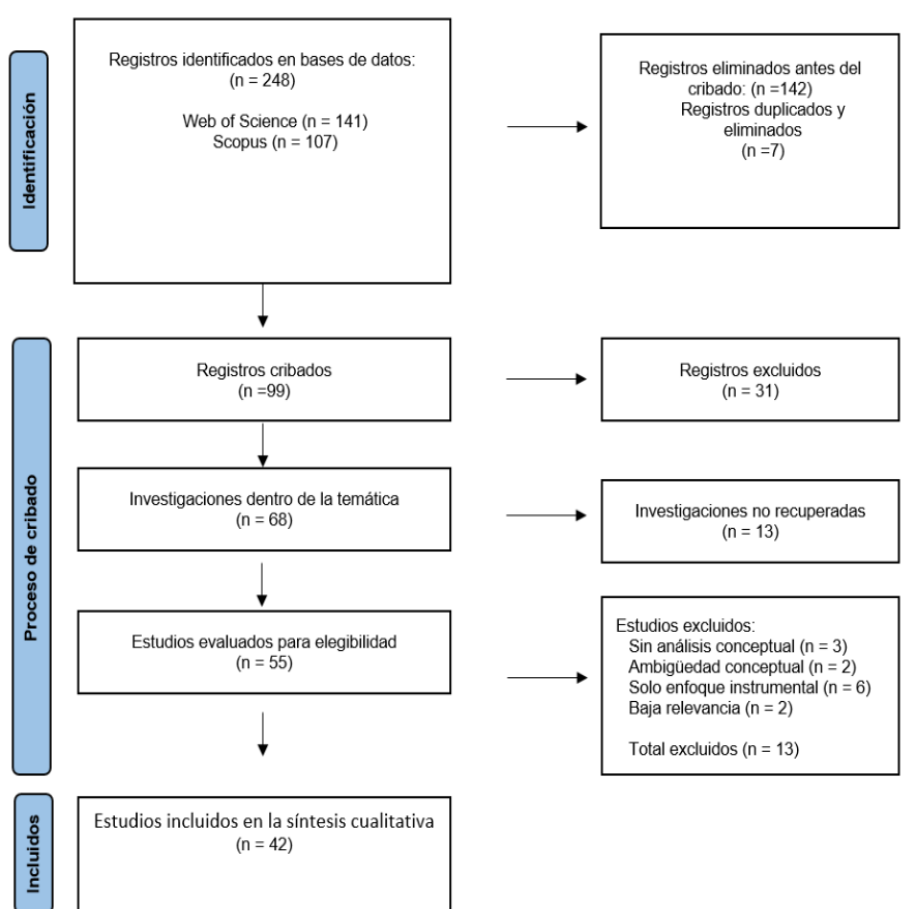 Identificación
Registros identificados en bases de datos:
(n = 248)
Web of Science (n = 141)
Scopus (n = 107)
Registros eliminados antes del
cribado: (n =142)
Registros duplicados y
eliminados
(n =7)
Proceso de cribado
Registros cribados
(n =99)
Registros excluidos
(n = 31)
Investigaciones dentro de la temática
(n = 68)
Investigaciones no recuperadas
(n = 13)
Estudios evaluados para elegibilidad
(n = 55)
Estudios excluidos:
Sin análisis conceptual (n = 3)
Ambigüedad conceptual (n = 2)
Solo enfoque instrumental (n = 6)
Baja relevancia (n = 2)
Total excluidos (n = 13)
Incluidos
Estudios incluidos en la síntesis cualitativa
(n = 42)